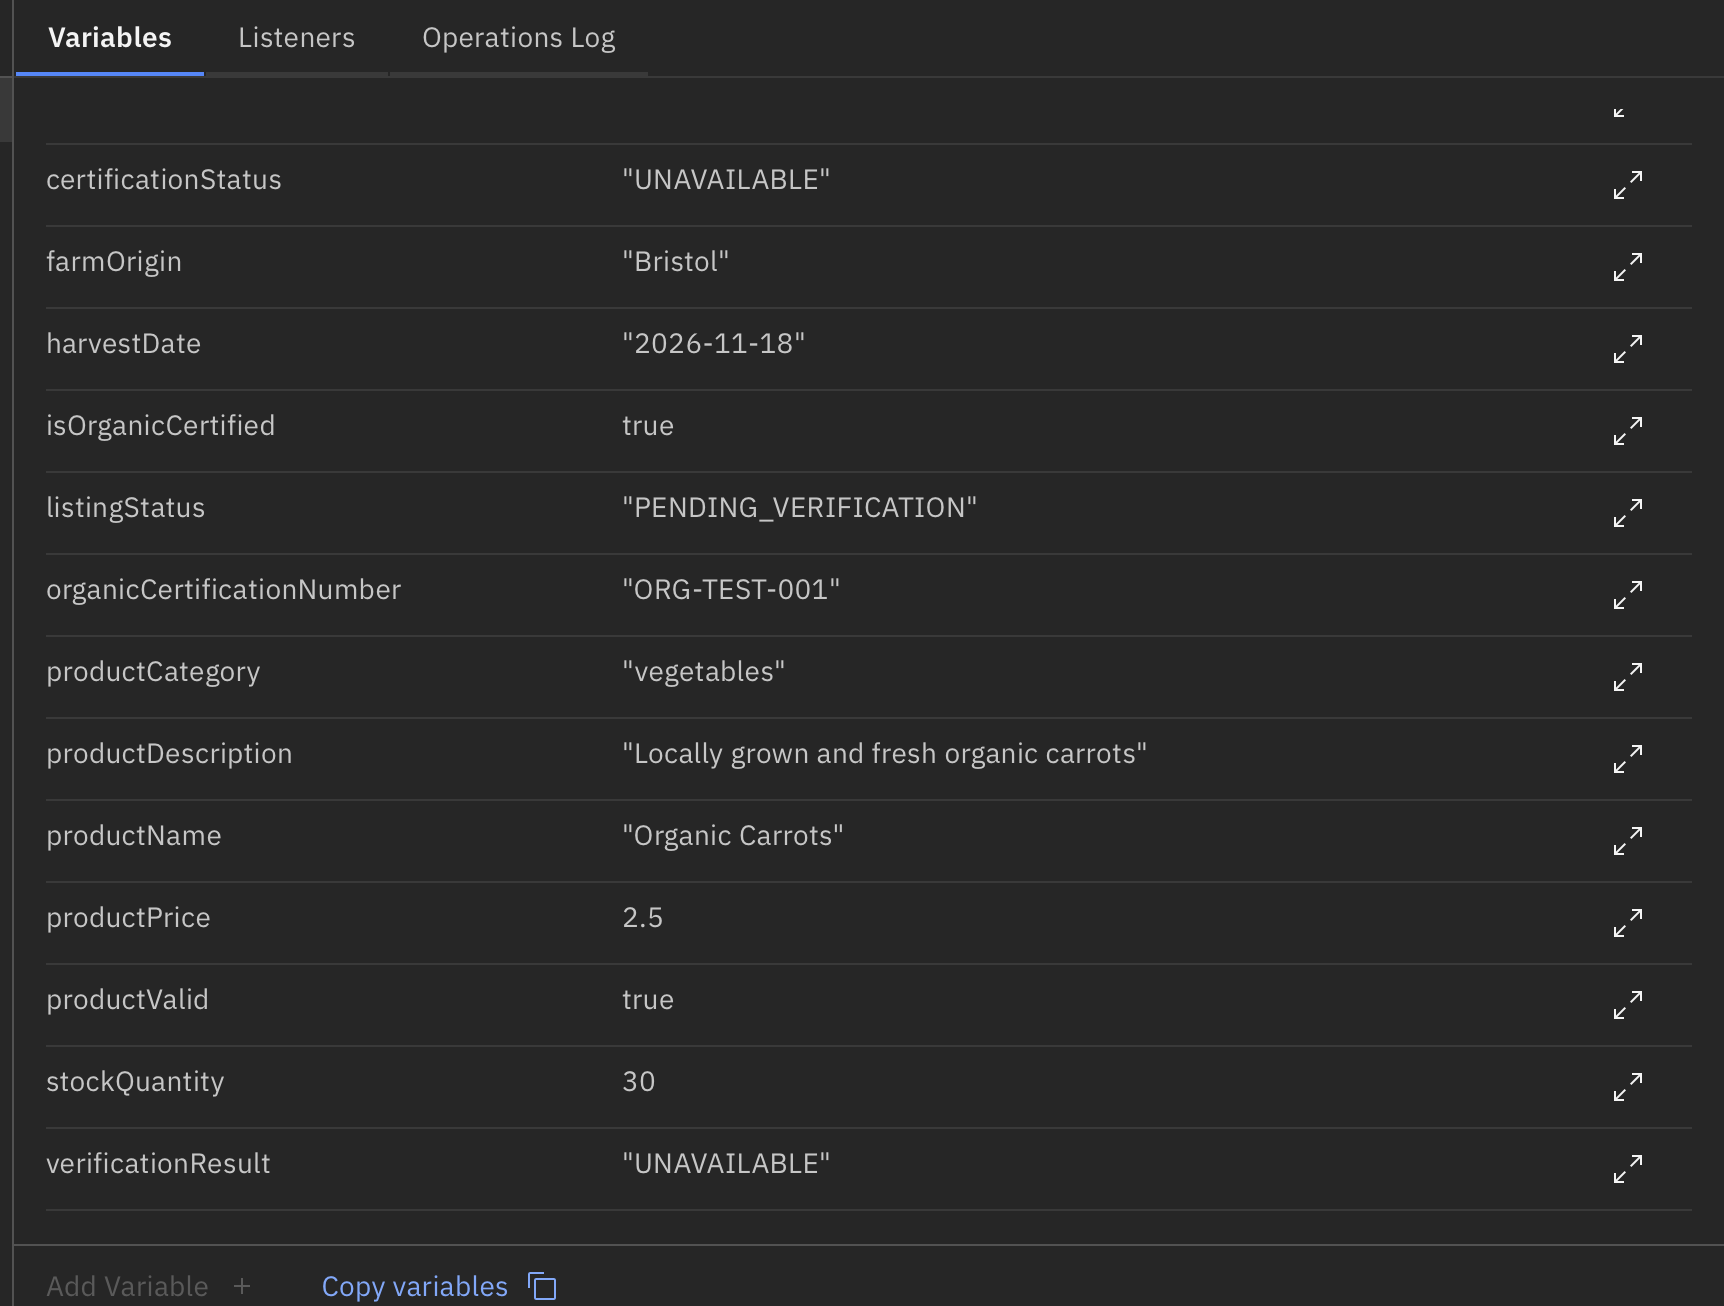 Variables Listeners Operations Log
certificationStatus "UNAVAILABLE"
farmOrigin "Bristol"
harvestDate "2026-11-18"
isOrganicCertified true
listingStatus "PENDING_VERIFICATION"
organicCertificationNumber "ORG-TEST-001"
productCategory "vegetables"
productDescription "Locally grown and fresh organic carrots"
productName "Organic Carrots"
productPrice 2.5
productValid true
stockQuantity 30
verificationResult "UNAVAILABLE"
Add Variable + Copy variables